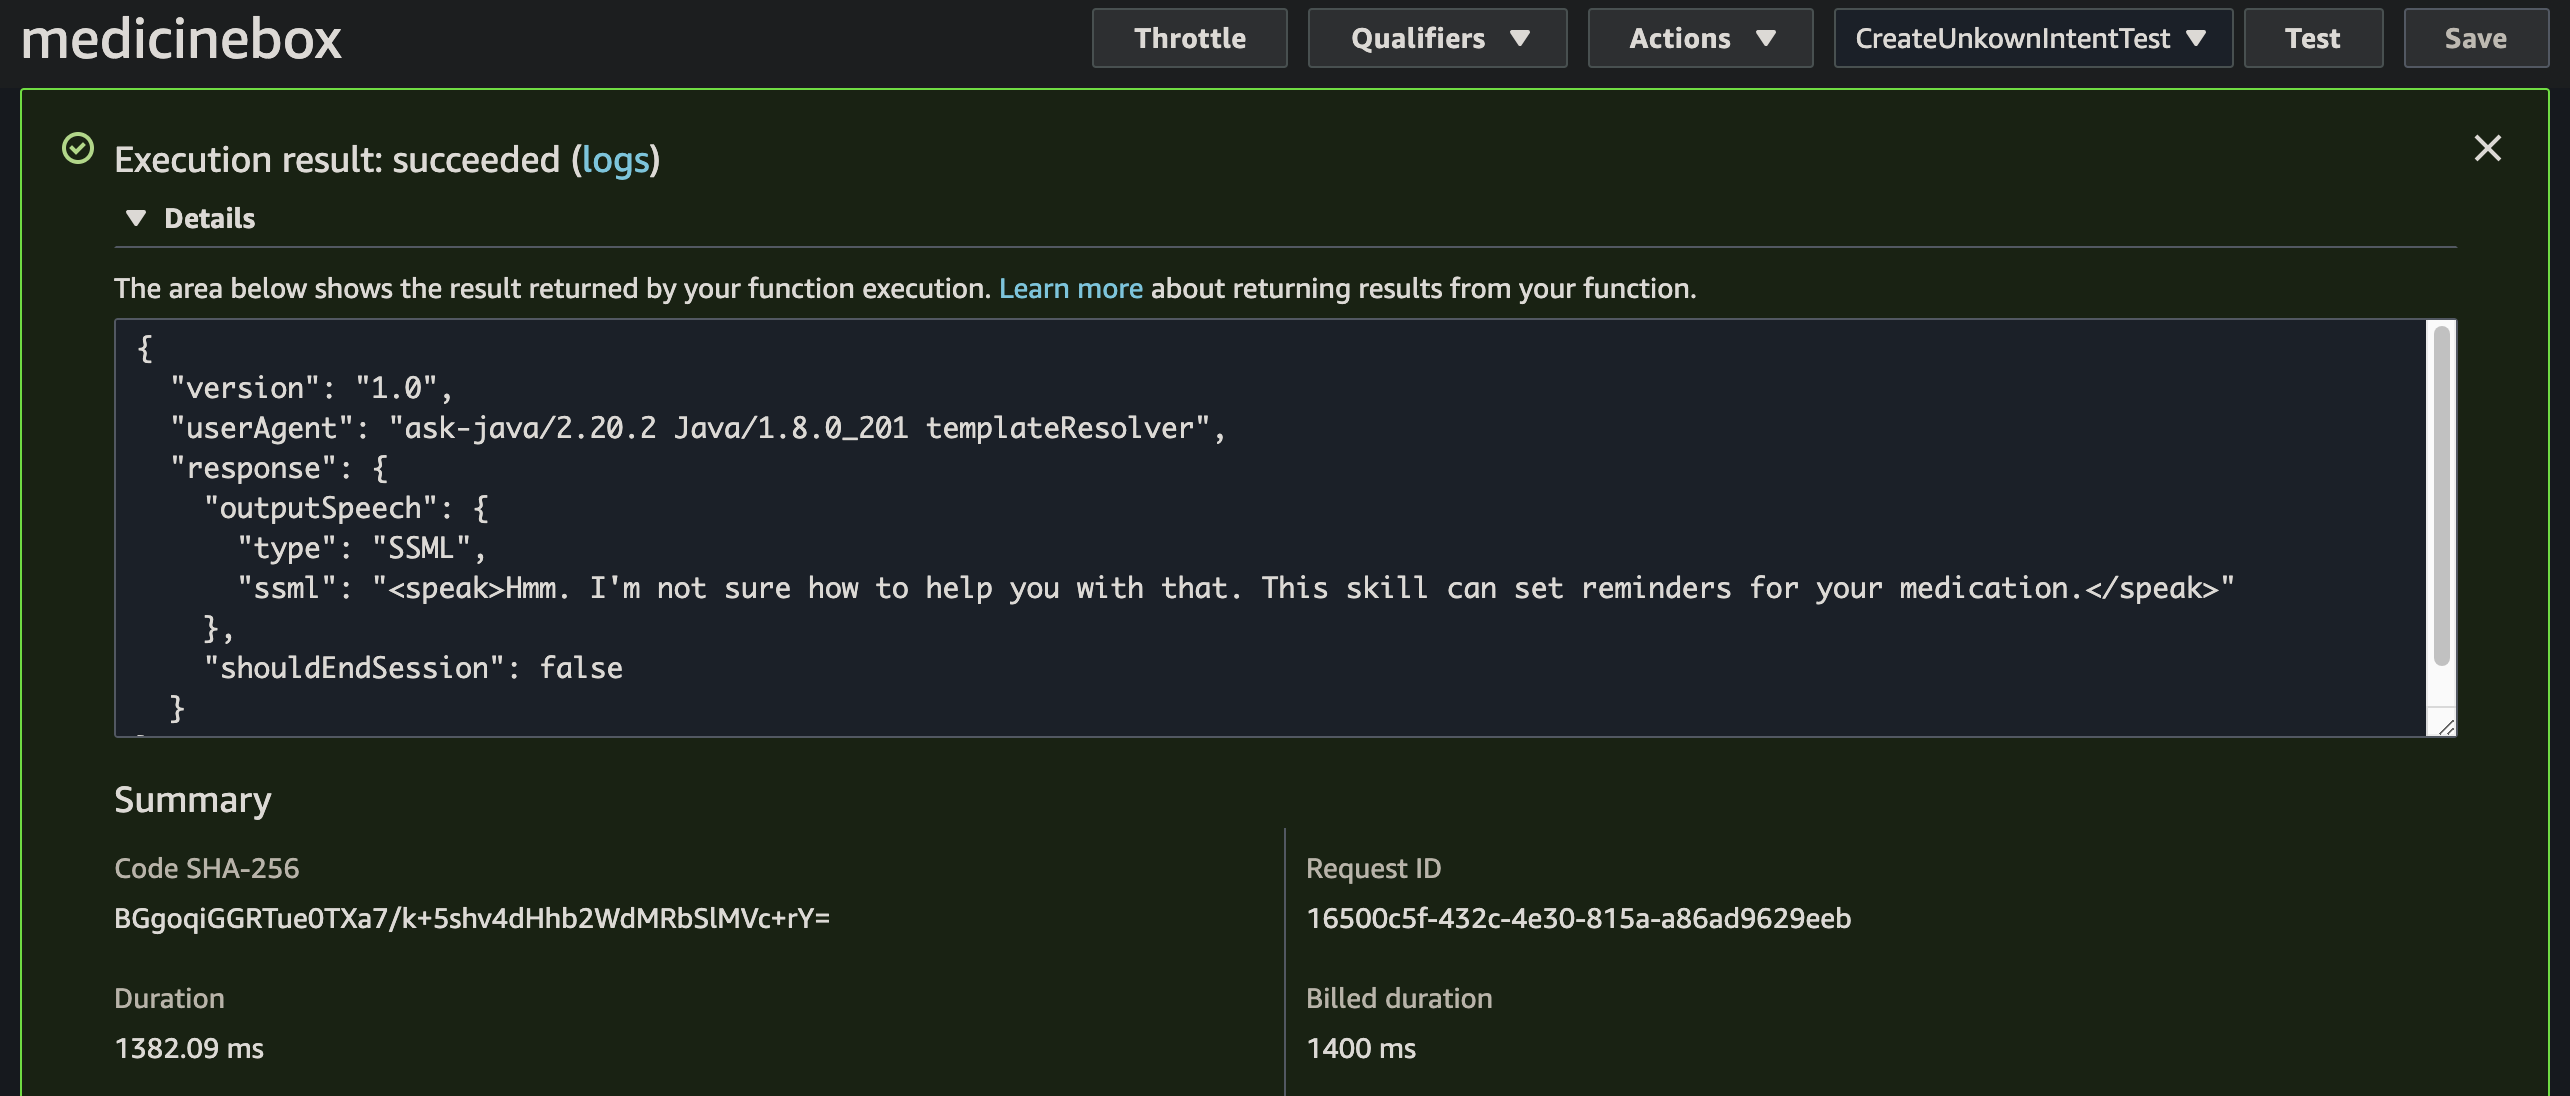 medicinebox
Throttle
Qualifiers
Actions
CreateUnkownIntentTest
Test
Save
Execution result: succeeded (logs)
Details
The area below shows the result returned by your function execution. Learn more about returning results from your function.
{
  "version": "1.0",
  "userAgent": "ask-java/2.20.2 Java/1.8.0_201 templateResolver",
  "response": {
    "outputSpeech": {
      "type": "SSML",
      "ssml": "<speak>Hmm. I'm not sure how to help you with that. This skill can set reminders for your medication.</speak>"
    },
    "shouldEndSession": false
  }
Summary
Code SHA-256
BGgoqiGGRTue0TXa7/k+5shv4dHhb2WdMRbSlMVc+rY=
Request ID
16500c5f-432c-4e30-815a-a86ad9629eeb
Duration
1382.09 ms
Billed duration
1400 ms